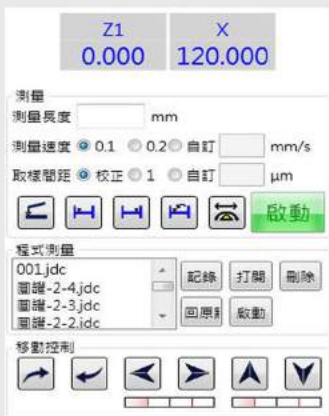 Z1 X
0.000 120.000
測量
測量長度 mm
測量速度 0.1 0.2 自訂 mm/s
取樣間距 校正 1 自訂 μm
啟動
程式測量
001.jdc
圖譜-2-4.jdc
圖譜-2-3.jdc
圖譜-2-2.jdc
記錄 打開 刪除
回原點 啟動
移動控制